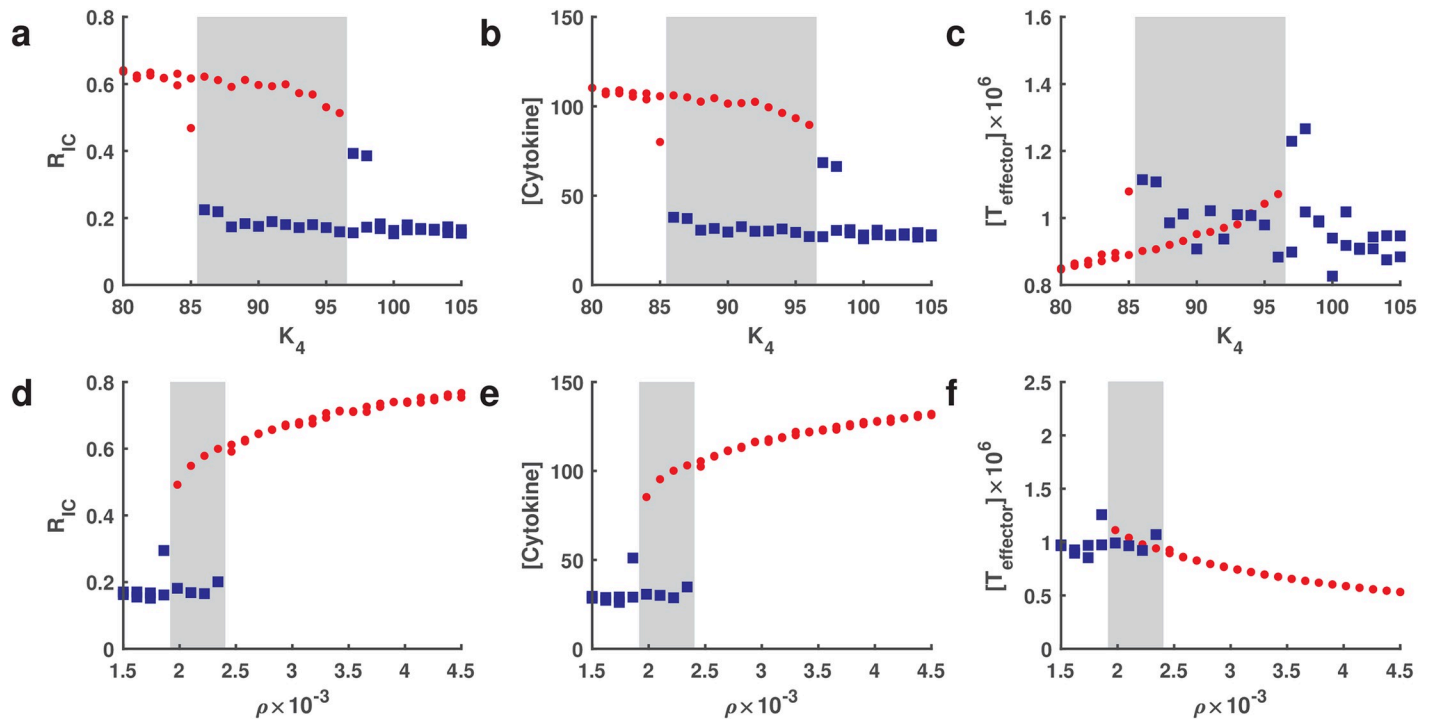 a
R_IC
0.8
0.6
0.4
0.2
0
80 85 90 95 100 105
K_4
b
[Cytokine]
150
100
50
0
80 85 90 95 100 105
K_4
c
[T_effector]×10^6
1.6
1.4
1.2
1
0.8
80 85 90 95 100 105
K_4
d
R_IC
0.8
0.6
0.4
0.2
0
1.5 2 2.5 3 3.5 4 4.5
ρ×10^-3
e
[Cytokine]
150
100
50
0
1.5 2 2.5 3 3.5 4 4.5
ρ×10^-3
f
[T_effector]×10^6
2.5
2
1.5
1
0.5
0
1.5 2 2.5 3 3.5 4 4.5
ρ×10^-3